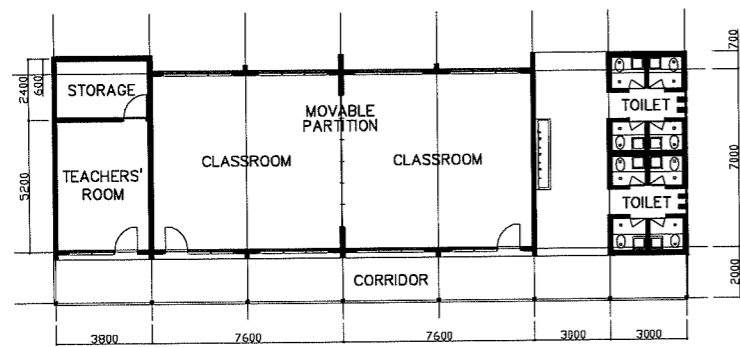 700
2400
600
STORAGE
TOILET
MOVABLE
PARTITION
CLASSROOM
CLASSROOM
TEACHERS'
ROOM
5200
7000
TOILET
CORRIDOR
2000
3800
7600
7600
3000
3000